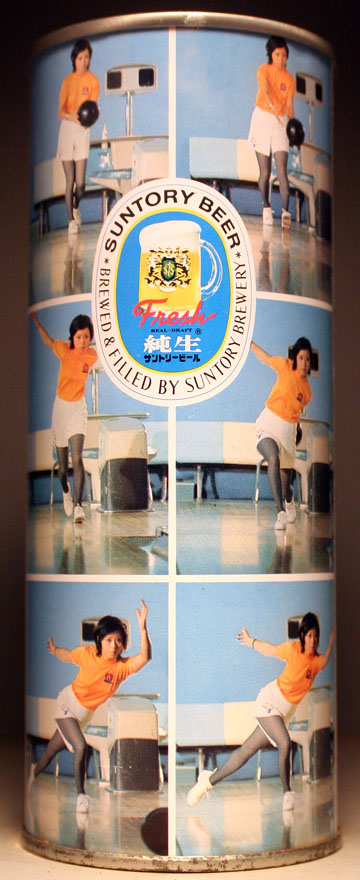 SUNTORY BEER
* BREWED & FILLED BY SUNTORY BREWERY *
Fresh
REAL-DRAFT ®
純生
サントリービール